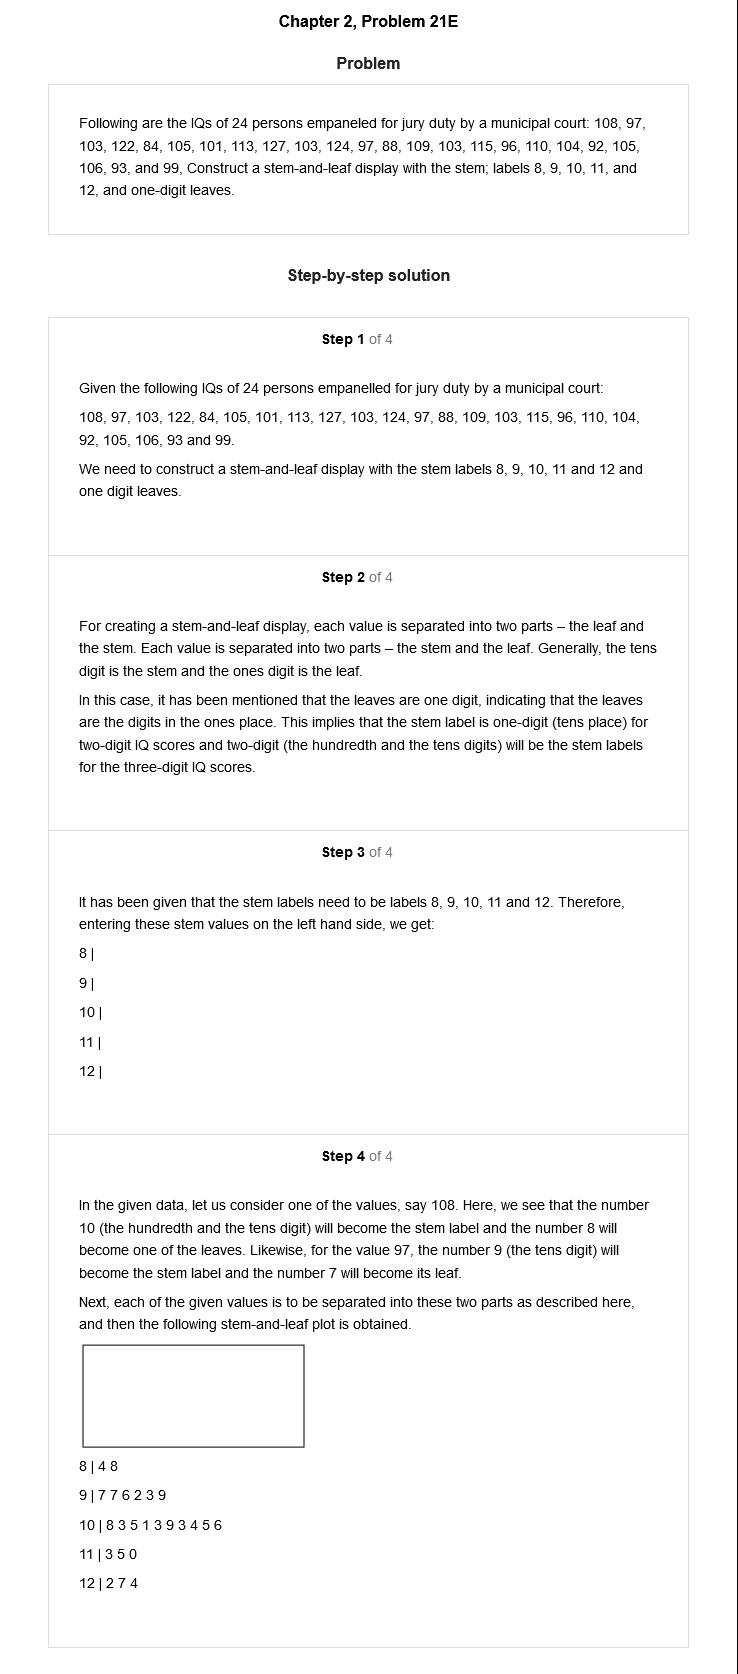 Chapter 2, Problem 21E
Problem
Following are the IQs of 24 persons empaneled for jury duty by a municipal court: 108, 97,
103, 122, 84, 105, 101, 113, 127, 103, 124, 97, 88, 109, 103, 115, 96, 110, 104, 92, 105,
106, 93, and 99, Construct a stem-and-leaf display with the stem; labels 8, 9, 10, 11, and
12, and one-digit leaves.
Step-by-step solution
Step 1 of 4
Given the following IQs of 24 persons empanelled for jury duty by a municipal court:
108, 97, 103, 122, 84, 105, 101, 113, 127, 103, 124, 97, 88, 109, 103, 115, 96, 110, 104,
92, 105, 106, 93 and 99.
We need to construct a stem-and-leaf display with the stem labels 8, 9, 10, 11 and 12 and
one digit leaves.
Step 2 of 4
For creating a stem-and-leaf display, each value is separated into two parts – the leaf and
the stem. Each value is separated into two parts – the stem and the leaf. Generally, the tens
digit is the stem and the ones digit is the leaf.
In this case, it has been mentioned that the leaves are one digit, indicating that the leaves
are the digits in the ones place. This implies that the stem label is one-digit (tens place) for
two-digit IQ scores and two-digit (the hundredth and the tens digits) will be the stem labels
for the three-digit IQ scores.
Step 3 of 4
It has been given that the stem labels need to be labels 8, 9, 10, 11 and 12. Therefore,
entering these stem values on the left hand side, we get:
8 |
9 |
10 |
11 |
12 |
Step 4 of 4
In the given data, let us consider one of the values, say 108. Here, we see that the number
10 (the hundredth and the tens digit) will become the stem label and the number 8 will
become one of the leaves. Likewise, for the value 97, the number 9 (the tens digit) will
become the stem label and the number 7 will become its leaf.
Next, each of the given values is to be separated into these two parts as described here,
and then the following stem-and-leaf plot is obtained.
8 | 4 8
9 | 7 7 6 2 3 9
10 | 8 3 5 1 3 9 3 4 5 6
11 | 3 5 0
12 | 2 7 4